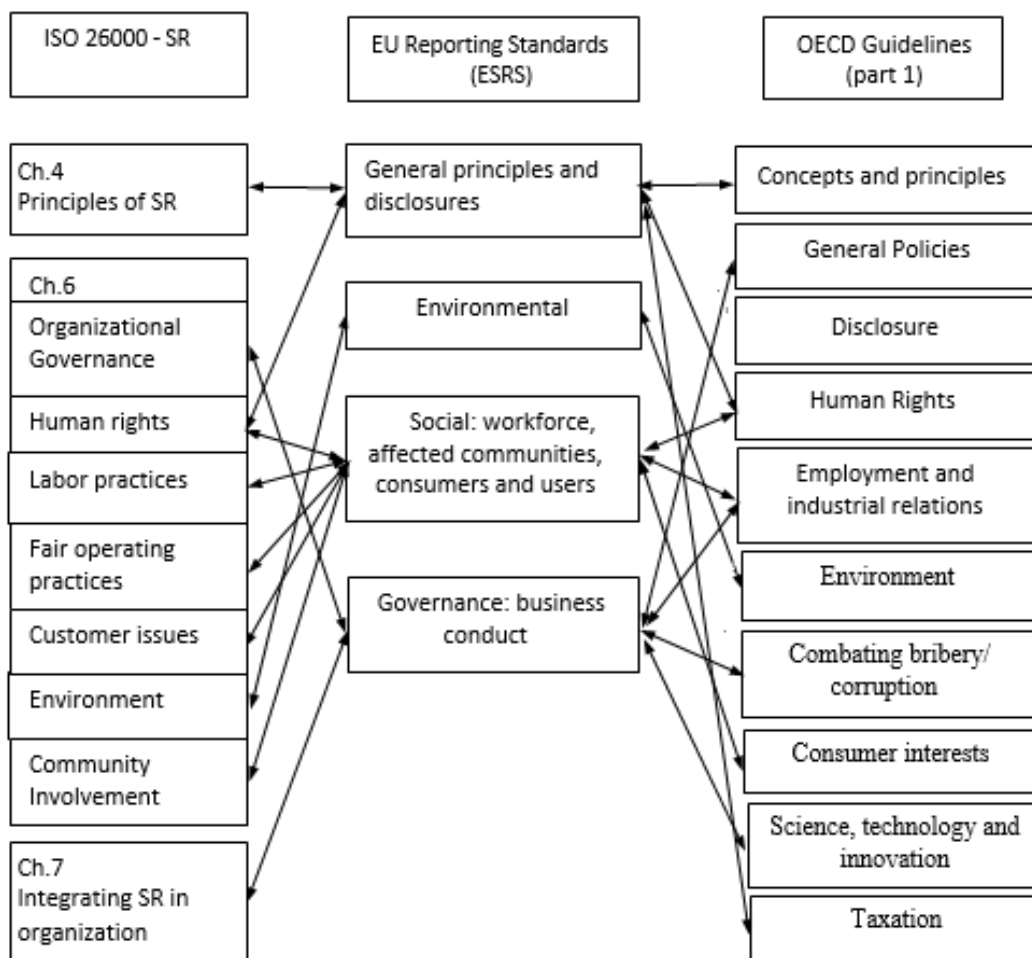 ISO 26000 - SR
EU Reporting Standards
(ESRS)
OECD Guidelines
(part 1)
Ch.4
Principles of SR
Ch.6
Organizational
Governance
Human rights
Labor practices
Fair operating
practices
Customer issues
Environment
Community
Involvement
Ch.7
Integrating SR in
organization
General principles and
disclosures
Environmental
Social: workforce,
affected communities,
consumers and users
Governance: business
conduct
Concepts and principles
General Policies
Disclosure
Human Rights
Employment and
industrial relations
Environment
Combating bribery/
corruption
Consumer interests
Science, technology and
innovation
Taxation